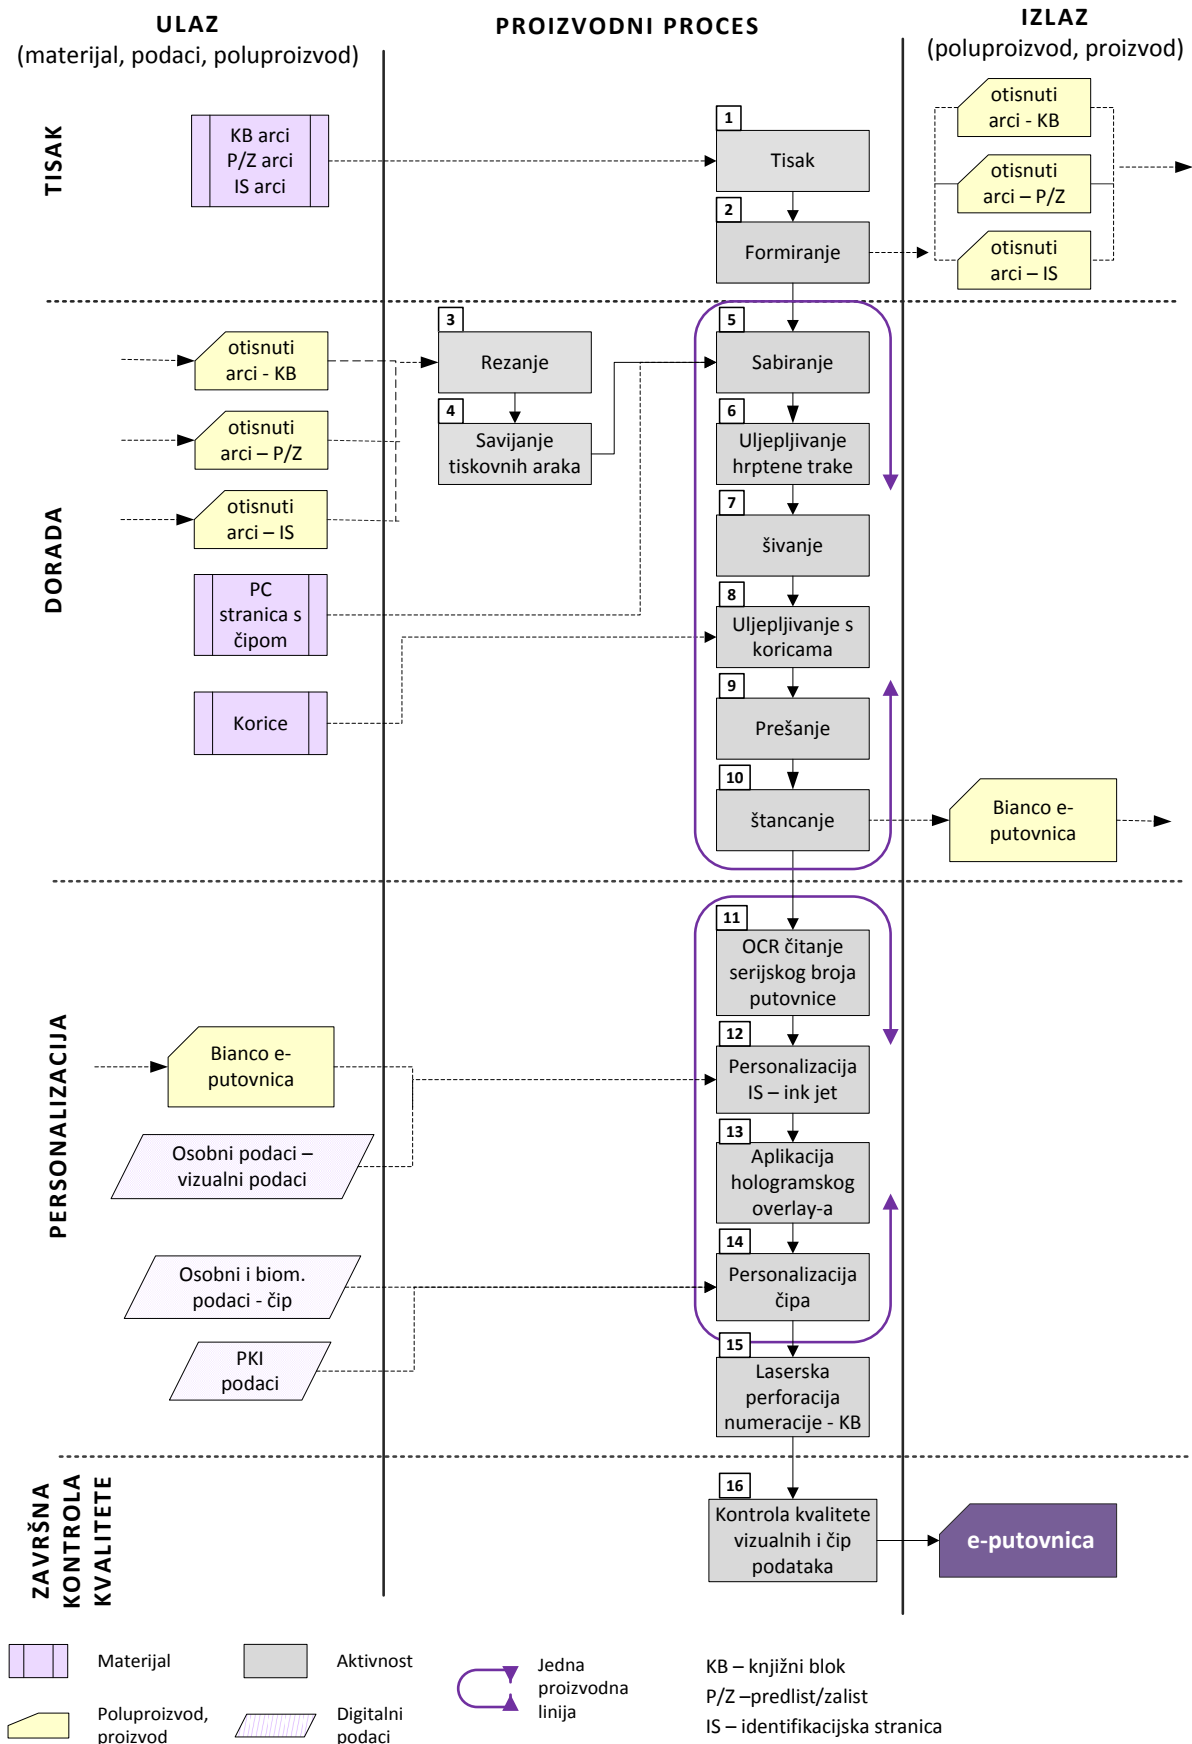 ULAZ
(materijal, podaci, poluproizvod)
PROIZVODNI PROCES
IZLAZ
(poluproizvod, proizvod)
TISAK
KB arci
P/Z arci
IS arci
1
Tisak
2
Formiranje
otisnuti
arci - KB
otisnuti
arci – P/Z
otisnuti
arci – IS
DORADA
otisnuti
arci - KB
otisnuti
arci – P/Z
otisnuti
arci – IS
PC
stranica s
čipom
Korice
3
Rezanje
4
Savijanje
tiskovnih araka
5
Sabiranje
6
Uljepljivanje
hrptene trake
7
šivanje
8
Uljepljivanje s
koricama
9
Prešanje
10
štancanje
Bianco e-
putovnica
PERSONALIZACIJA
Bianco e-
putovnica
Osobni podaci –
vizualni podaci
Osobni i biom.
podaci - čip
PKI
podaci
11
OCR čitanje
serijskog broja
putovnice
12
Personalizacija
IS – ink jet
13
Aplikacija
hologramskog
overlay-a
14
Personalizacija
čipa
15
Laserska
perforacija
numeracije - KB
ZAVRŠNA
KONTROLA
KVALITETE
16
Kontrola kvalitete
vizualnih i čip
podataka
e-putovnica
Materijal
Aktivnost
Jedna
proizvodna
linija
Poluproizvod,
proizvod
Digitalni
podaci
KB – knjižni blok
P/Z –predlist/zalist
IS – identifikacijska stranica